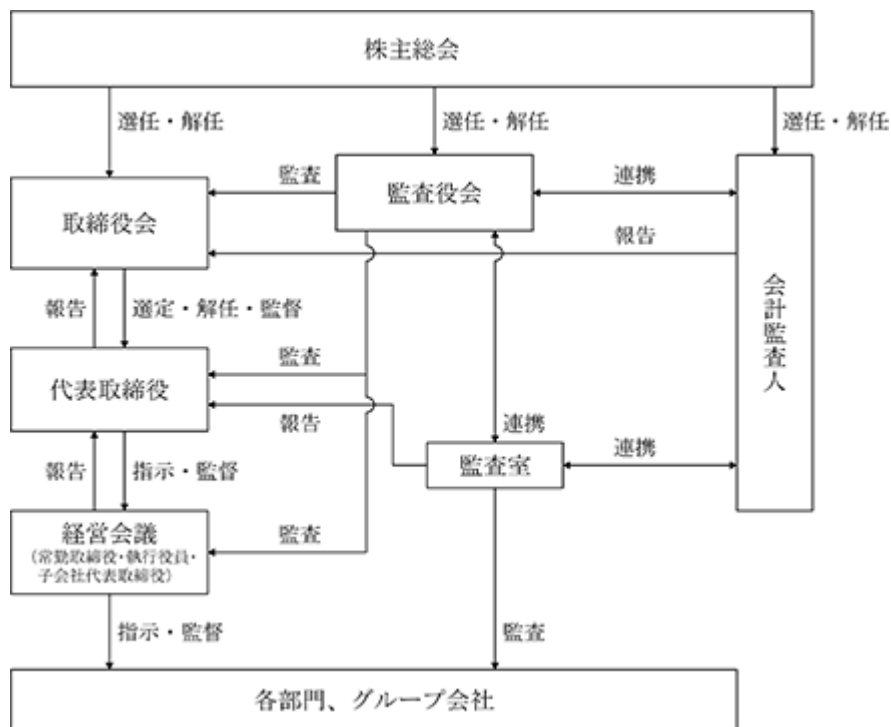 株主総会
選任・解任
選任・解任
選任・解任
監査
監査役会
連携
取締役会
報告
会計監査人
報告
選定・解任・監督
監査
代表取締役
報告
連携
報告
指示・監督
監査室
連携
経営会議
（常勤取締役・執行役員・
子会社代表取締役）
監査
指示・監督
監査
各部門、グループ会社